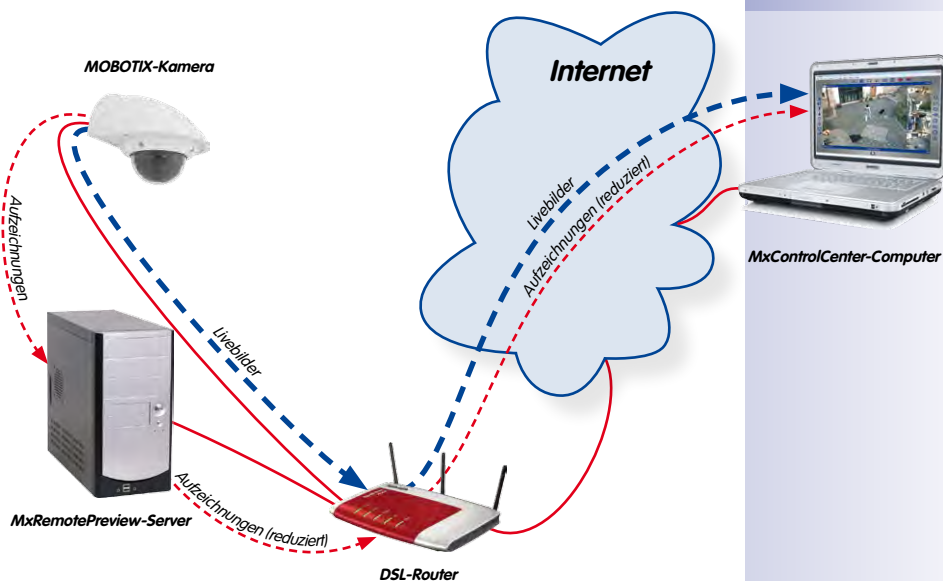 MOBOTIX-Kamera
Internet
Aufzeichnungen
Livebilder
Livebilder
Aufzeichnungen (reduziert)
MxControlCenter-Computer
MxRemotePreview-Server
Aufzeichnungen (reduziert)
DSL-Router